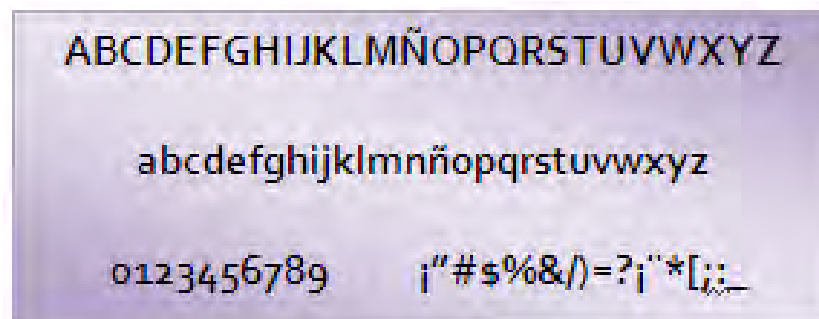 ABCDEFGHIJKLMÑOPQRSTUVWXYZ
abcdefghijklmnñopqrstuvwxyz
0123456789 ¡"#$%&/)=?¡¨*[;:_